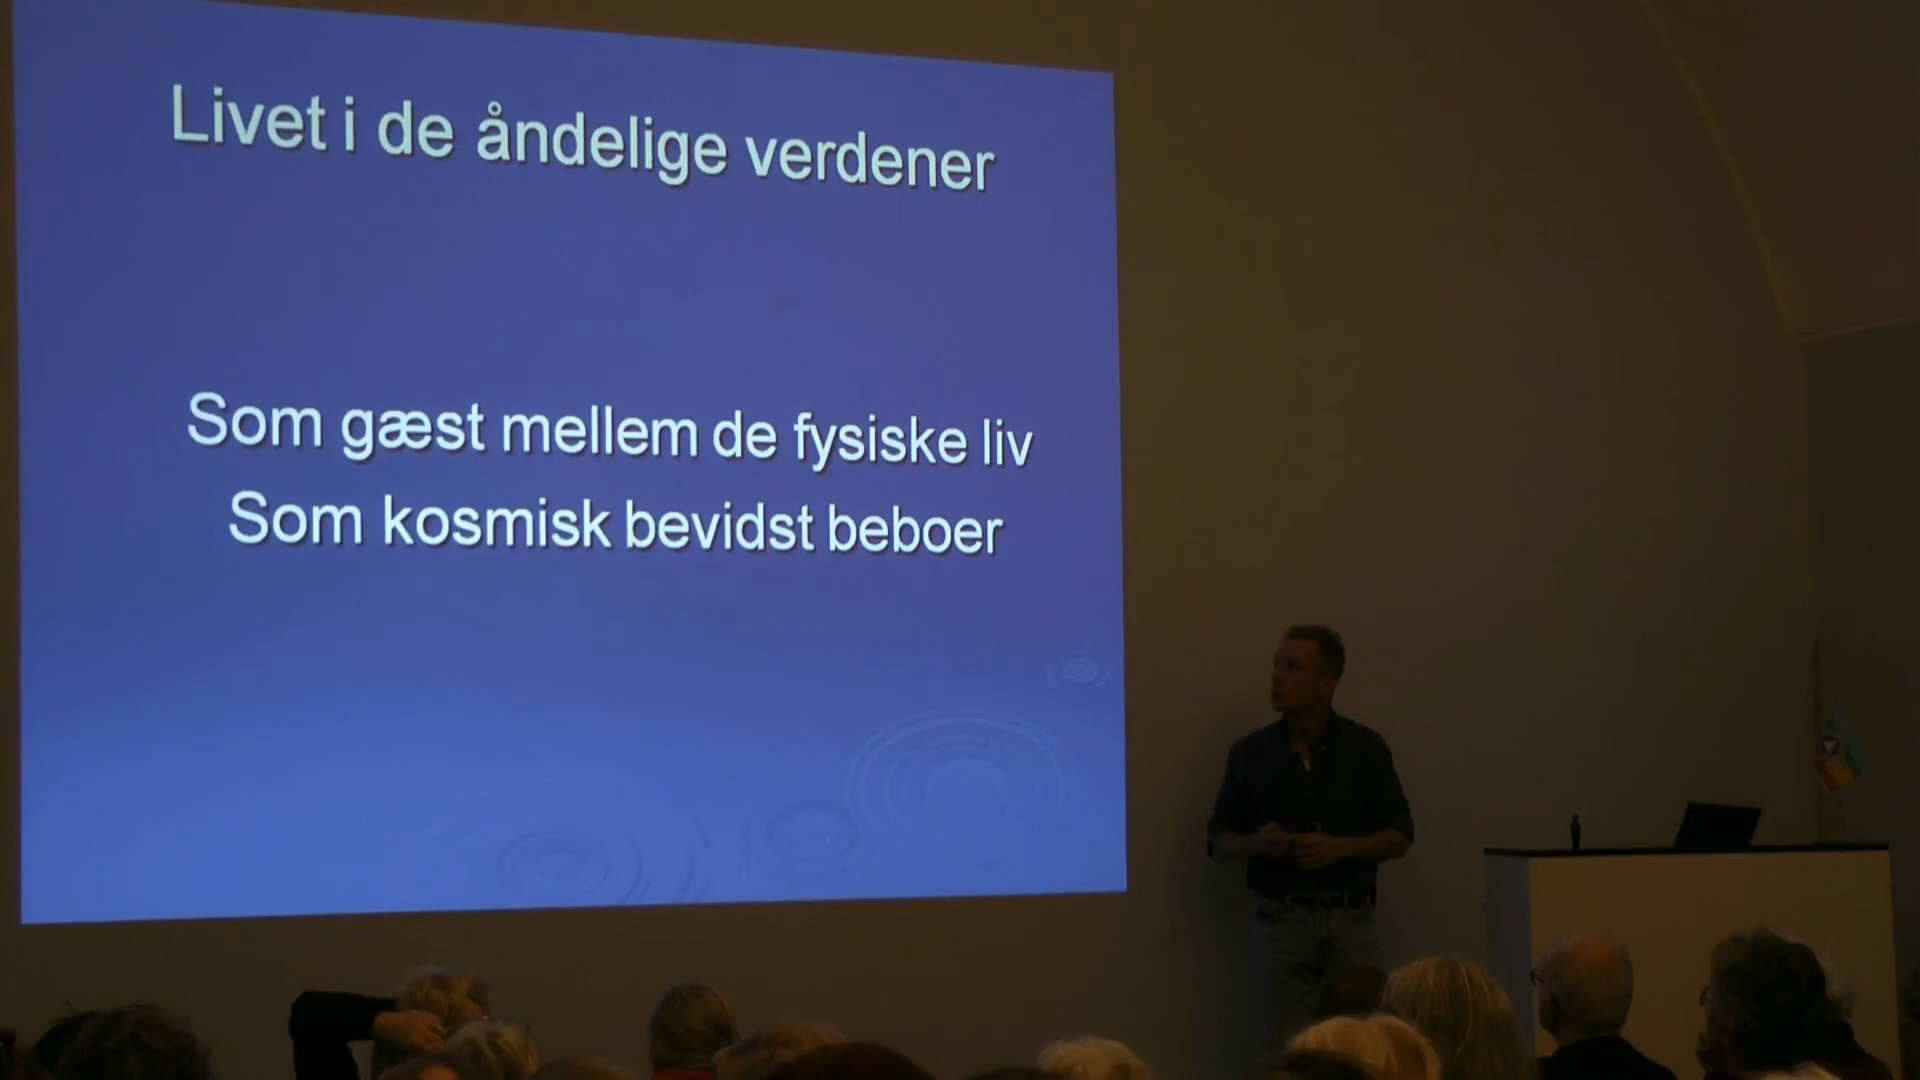 Livet i de åndelige verdener
Som gæst mellem de fysiske liv
Som kosmisk bevidst beboer